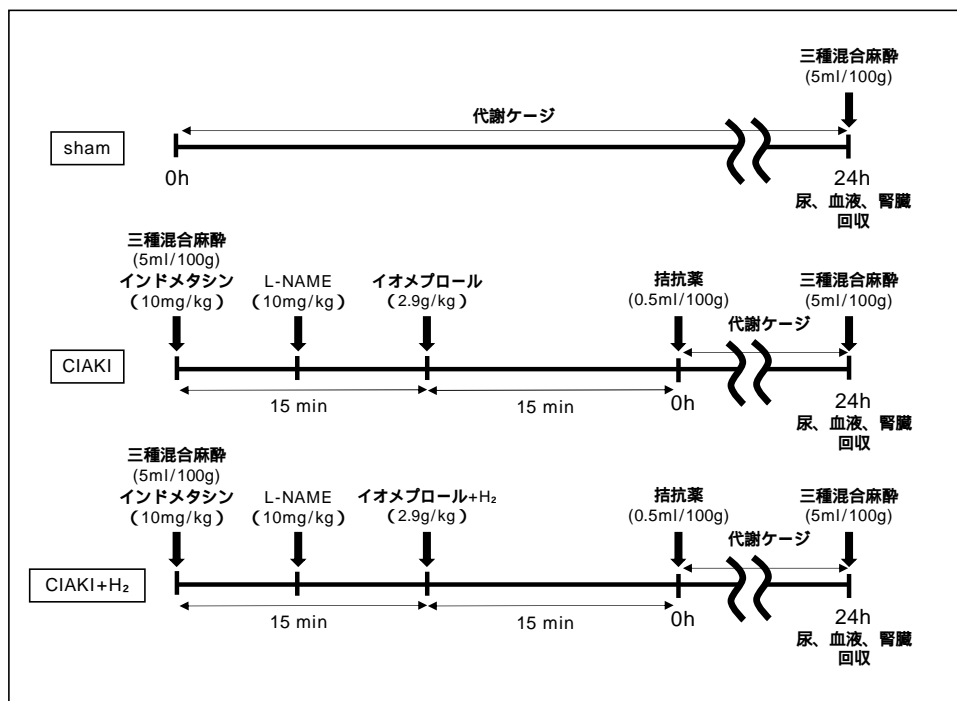 三種混合麻酔
(5ml/100g)
代謝ケージ
sham
0h
24h
尿、血液、腎臓
回収
三種混合麻酔
(5ml/100g)
インドメタシン
(10mg/kg)
L-NAME
(10mg/kg)
イオメプロール
(2.9g/kg)
拮抗薬
(0.5ml/100g)
三種混合麻酔
(5ml/100g)
代謝ケージ
CIAKI
15 min
15 min
0h
24h
尿、血液、腎臓
回収
三種混合麻酔
(5ml/100g)
インドメタシン
(10mg/kg)
L-NAME
(10mg/kg)
イオメプロール+H₂
(2.9g/kg)
拮抗薬
(0.5ml/100g)
三種混合麻酔
(5ml/100g)
代謝ケージ
CIAKI+H₂
15 min
15 min
0h
24h
尿、血液、腎臓
回収